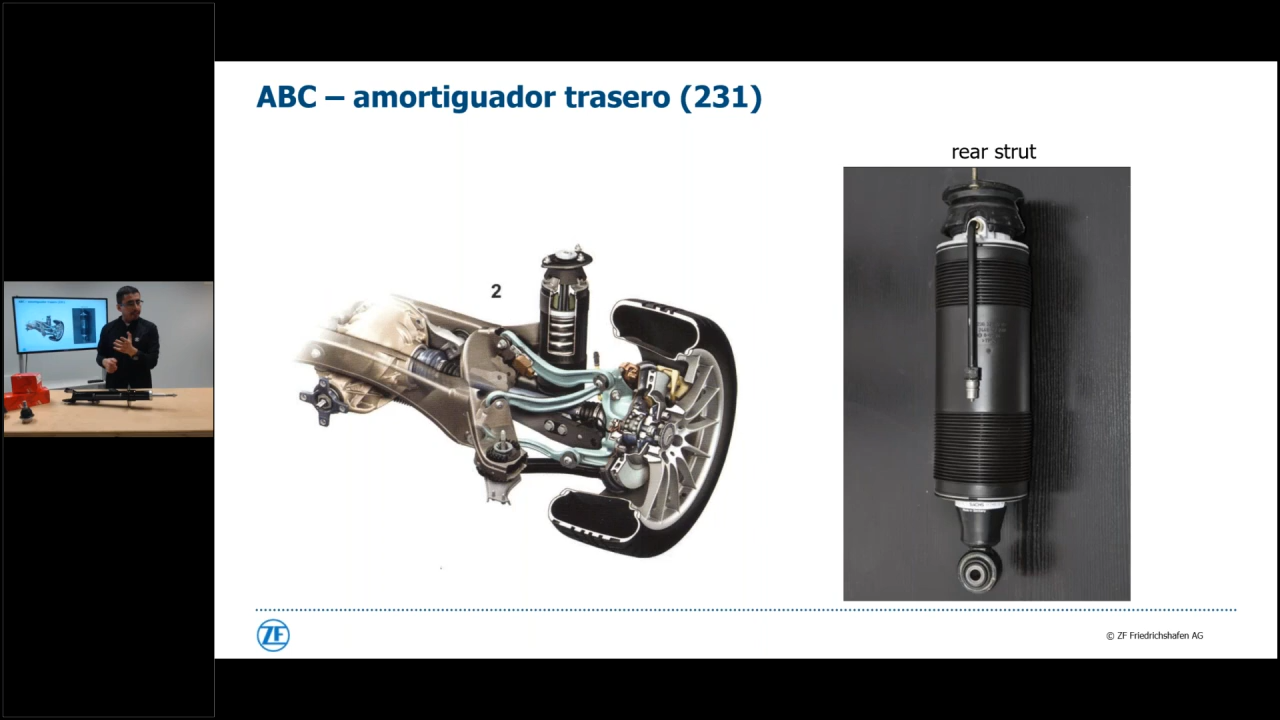 ABC – amortiguador trasero (231)
rear strut
2
ZF
© ZF Friedrichshafen AG